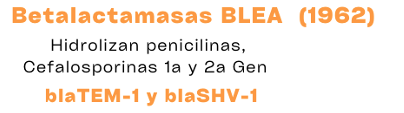 Betalactamasas BLEA (1962)
Hidrolizan penicilinas,
Cefalosporinas 1a y 2a Gen
blaTEM-1 y blaSHV-1